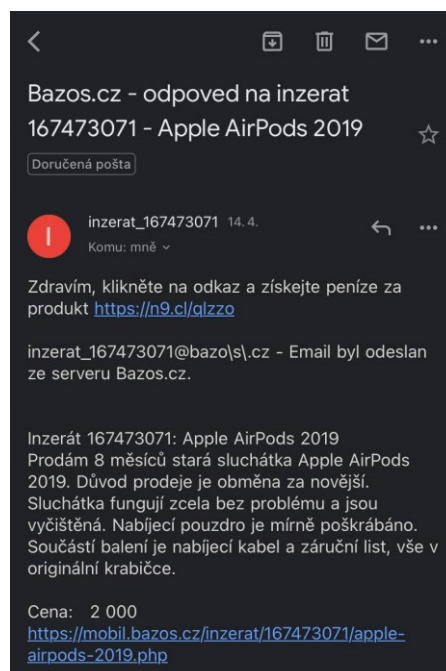 Bazos.cz - odpoved na inzerat
167473071 - Apple AirPods 2019
Doručená pošta
I
inzerat_167473071 14. 4.
Komu: mně
Zdravím, klikněte na odkaz a získejte peníze za
produkt https://n9.cl/qlzzo
inzerat_167473071@bazo\s\.cz - Email byl odeslan
ze serveru Bazos.cz.
Inzerát 167473071: Apple AirPods 2019
Prodám 8 měsíců stará sluchátka Apple AirPods
2019. Důvod prodeje je obměna za novější.
Sluchátka fungují zcela bez problému a jsou
vyčištěná. Nabíjecí pouzdro je mírně poškrábáno.
Součástí balení je nabíjecí kabel a záruční list, vše v
originální krabičce.
Cena: 2 000
https://mobil.bazos.cz/inzerat/167473071/apple-
airpods-2019.php